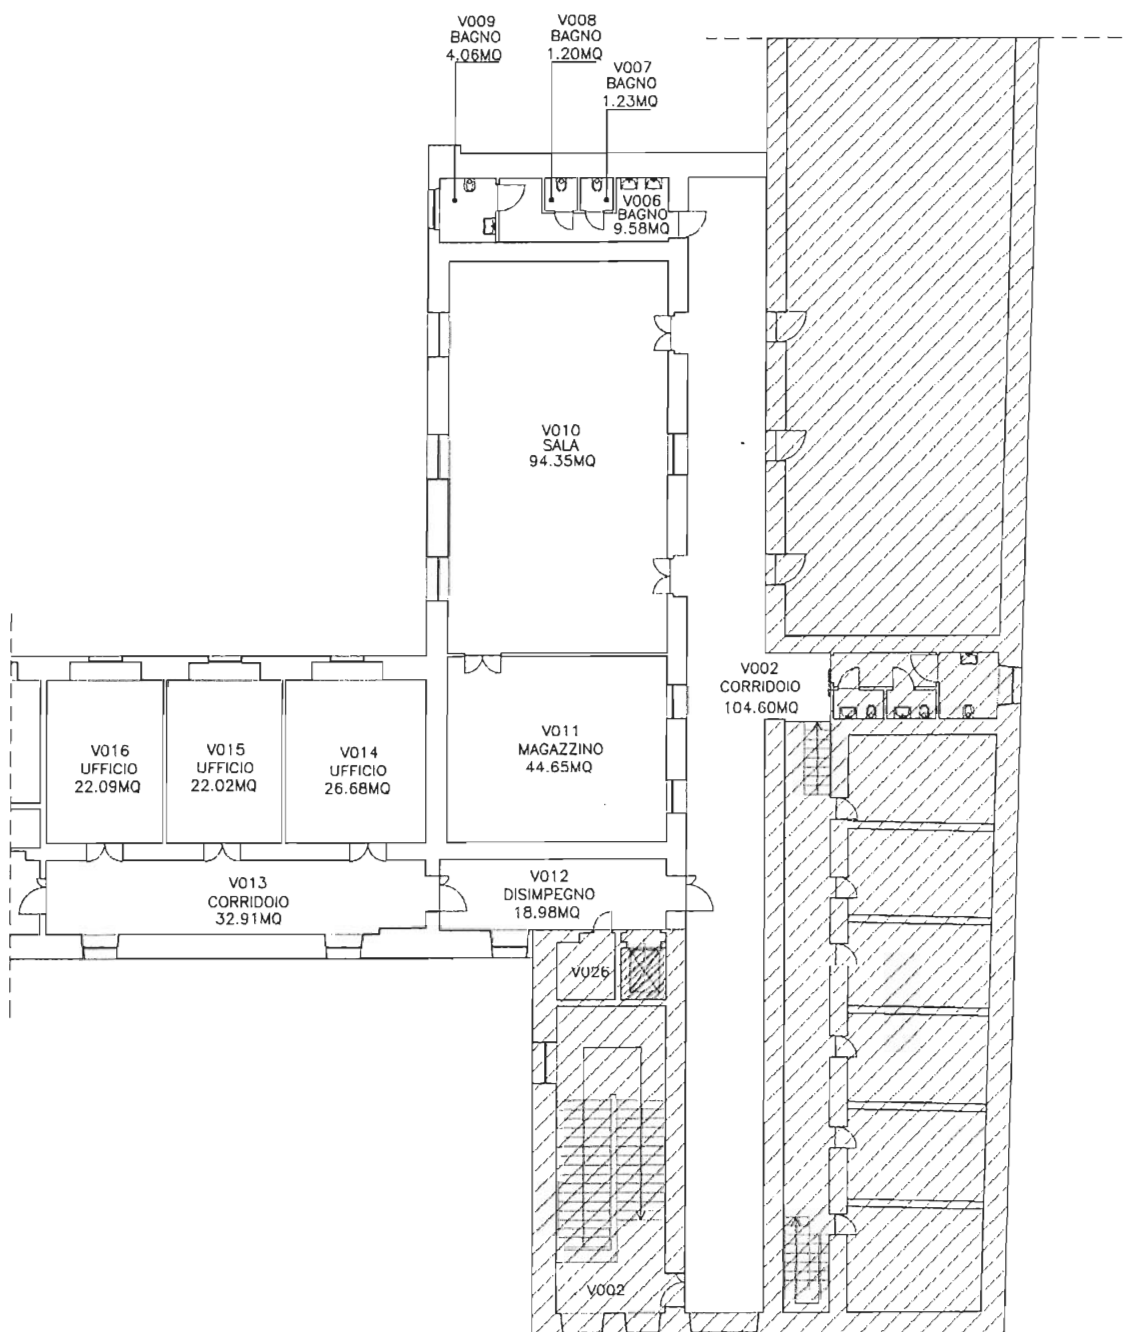 V009
BAGNO
4.06MQ
V008
BAGNO
1.20MQ
V007
BAGNO
1.23MQ
V006
BAGNO
9.58MQ
V010
SALA
94.35MQ
V002
CORRIDOIO
104.60MQ
V016
UFFICIO
22.09MQ
V015
UFFICIO
22.02MQ
V014
UFFICIO
26.68MQ
V011
MAGAZZINO
44.65MQ
V013
CORRIDOIO
32.91MQ
V012
DISIMPEGNO
18.98MQ
V026
V002